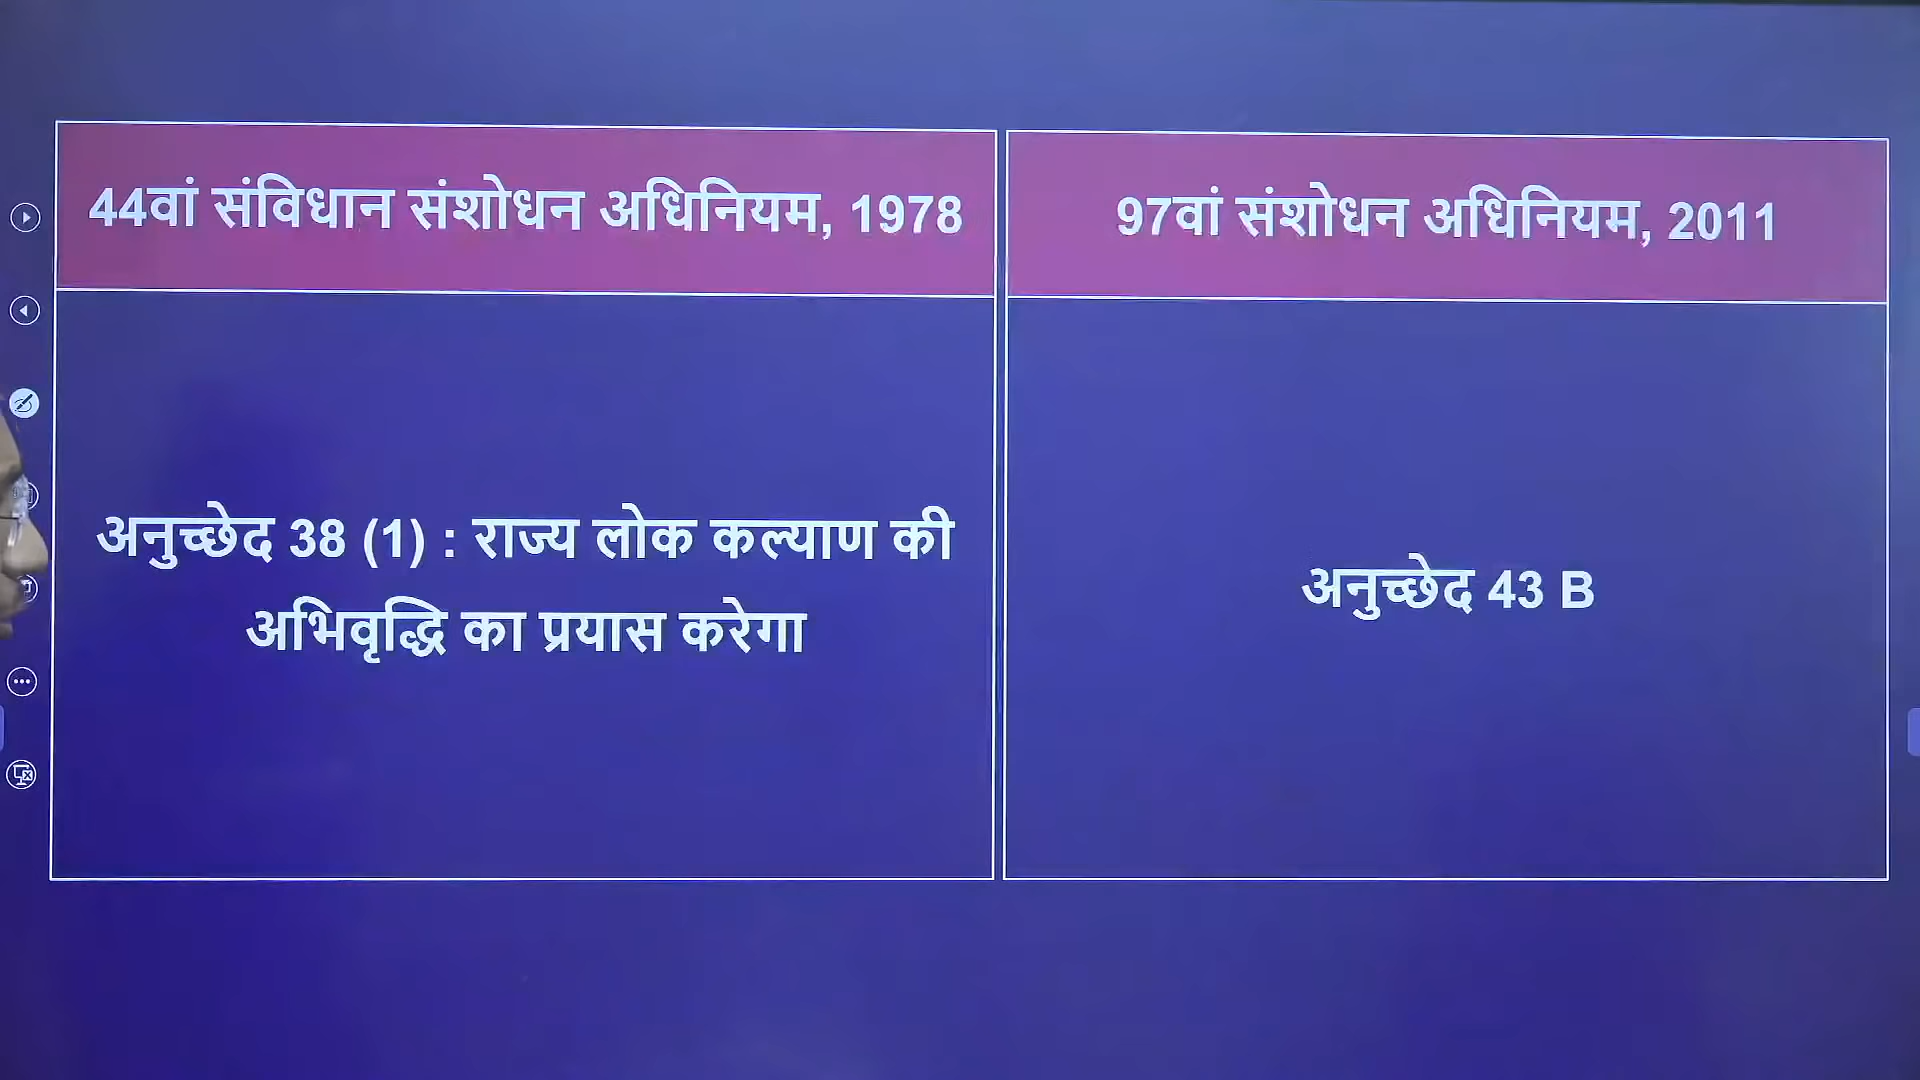 44वां संविधान संशोधन अधिनियम, 1978
अनुच्छेद 38 (1) : राज्य लोक कल्याण की
अभिवृद्धि का प्रयास करेगा
97वां संशोधन अधिनियम, 2011
अनुच्छेद 43 B